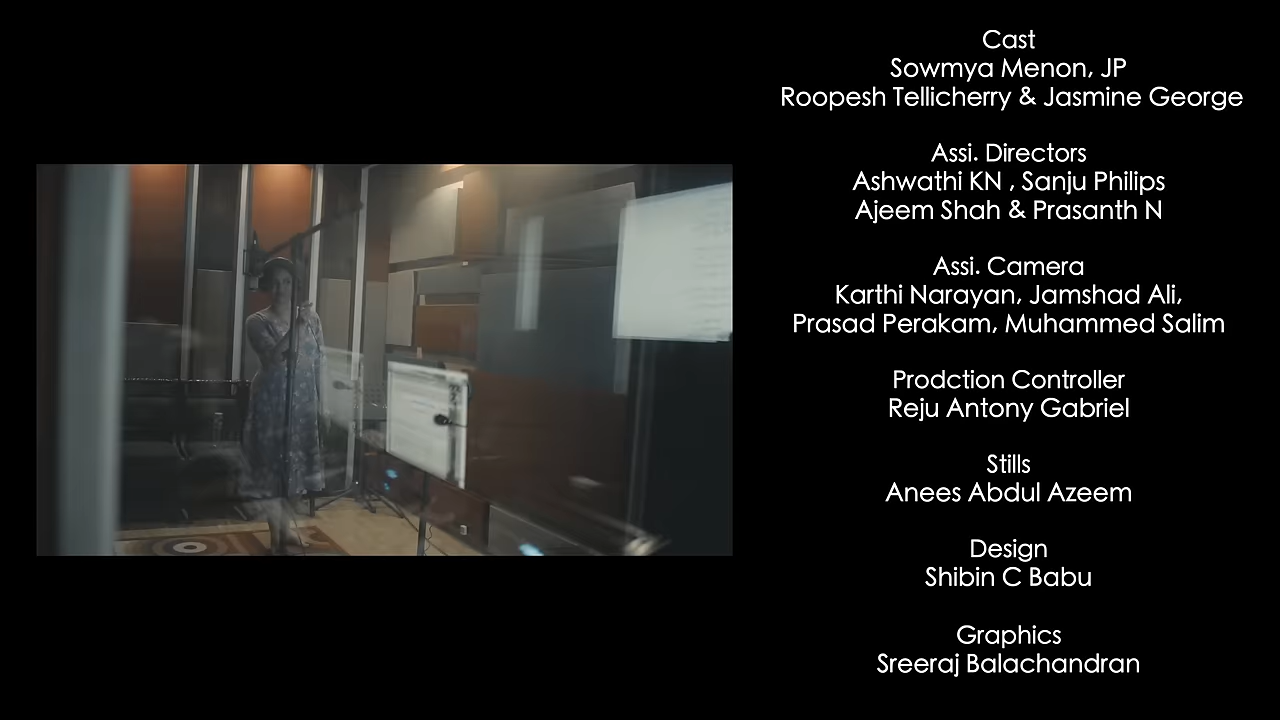 Cast
Sowmya Menon, JP
Roopesh Tellicherry & Jasmine George
Assi. Directors
Ashwathi KN , Sanju Philips
Ajeem Shah & Prasanth N
Assi. Camera
Karthi Narayan, Jamshad Ali,
Prasad Perakam, Muhammed Salim
Prodction Controller
Reju Antony Gabriel
Stills
Anees Abdul Azeem
Design
Shibin C Babu
Graphics
Sreeraj Balachandran